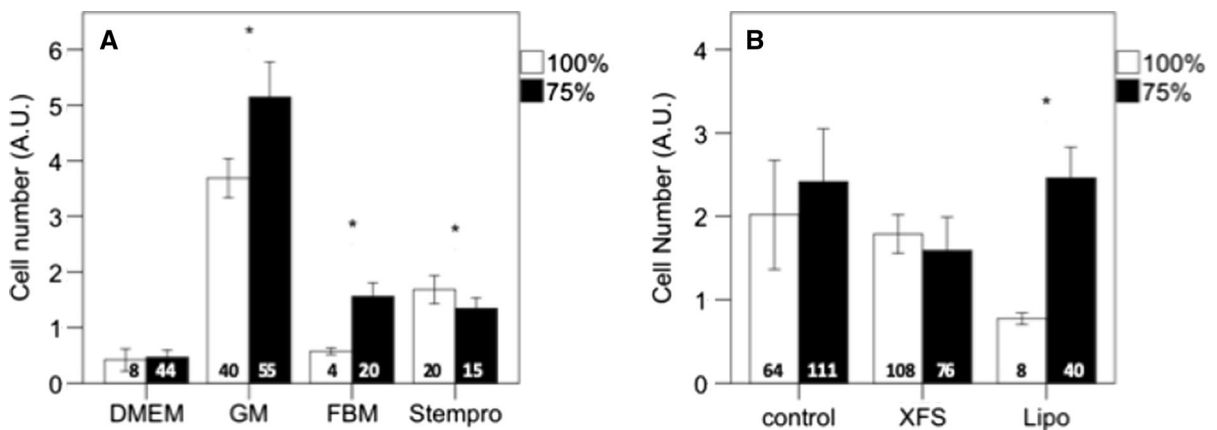 A
Cell number (A.U.)
6
5
4
3
2
1
0
*
*
*
8 44 40 55 4 20 20 15
DMEM GM FBM Stempro
100%
75%
B
Cell Number (A.U.)
4
3
2
1
0
*
64 111 108 76 8 40
control XFS Lipo
100%
75%